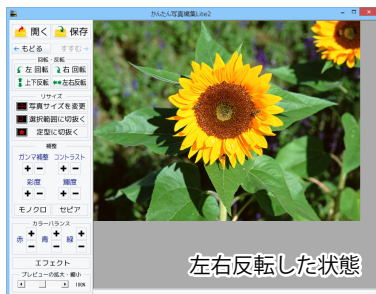 かんたん写真編集Lite2
開く 保存
もどる すすむ
回転・反転
左 回転 右 回転
上下反転 左右反転
リサイズ
写真サイズを変更
選択範囲に切抜く
定型に切抜く
補整
ガンマ補整 コントラスト
+ - + -
彩度 輝度
+ - + -
モノクロ セピア
カラーバランス
赤 + - 青 + - 緑 + -
エフェクト
プレビューの拡大・縮小
100%
左右反転した状態